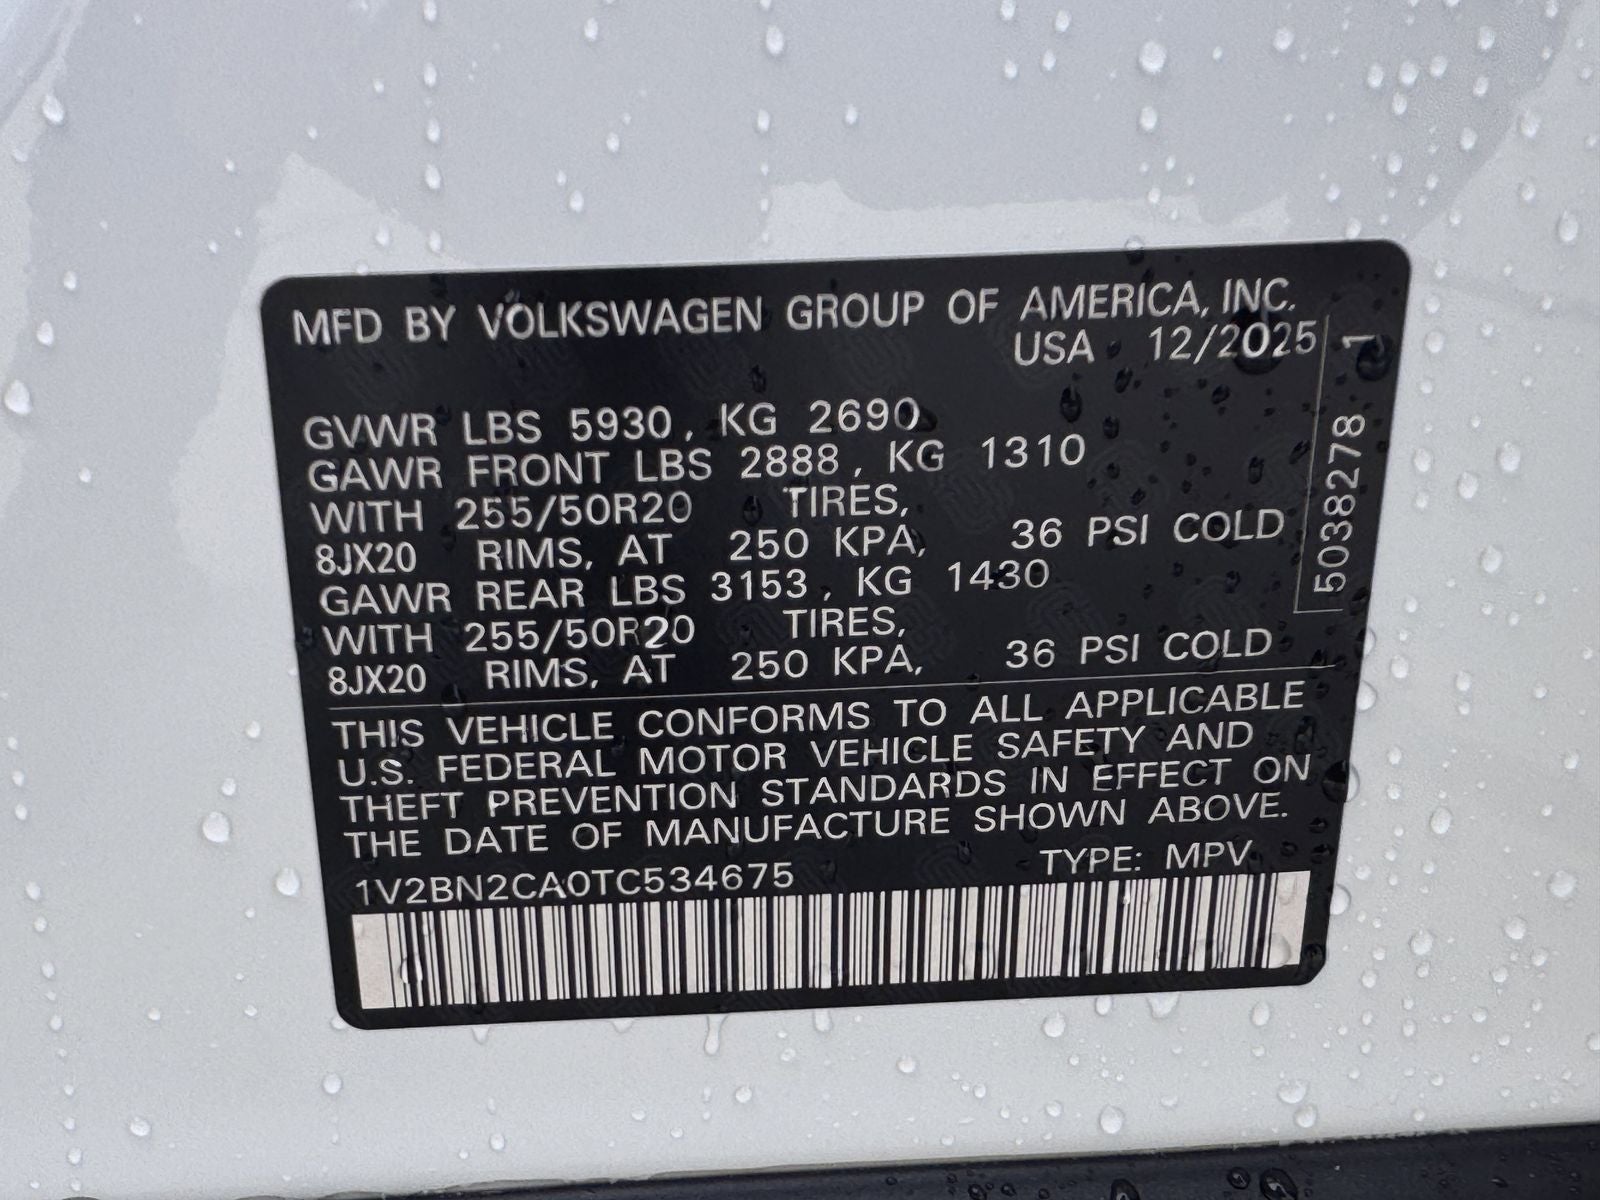 MFD BY VOLKSWAGEN GROUP OF AMERICA, INC.
USA 12/2025
GVWR LBS 5930, KG 2690
GAWR FRONT LBS 2888, KG 1310
WITH 255/50R20 TIRES,
8JX20 RIMS, AT 250 KPA, 36 PSI COLD
GAWR REAR LBS 3153, KG 1430
WITH 255/50R20 TIRES,
8JX20 RIMS, AT 250 KPA, 36 PSI COLD
THIS VEHICLE CONFORMS TO ALL APPLICABLE
U.S. FEDERAL MOTOR VEHICLE SAFETY AND
THEFT PREVENTION STANDARDS IN EFFECT ON
THE DATE OF MANUFACTURE SHOWN ABOVE.
1V2BN2CA0TC534675 TYPE: MPV
5038278 1